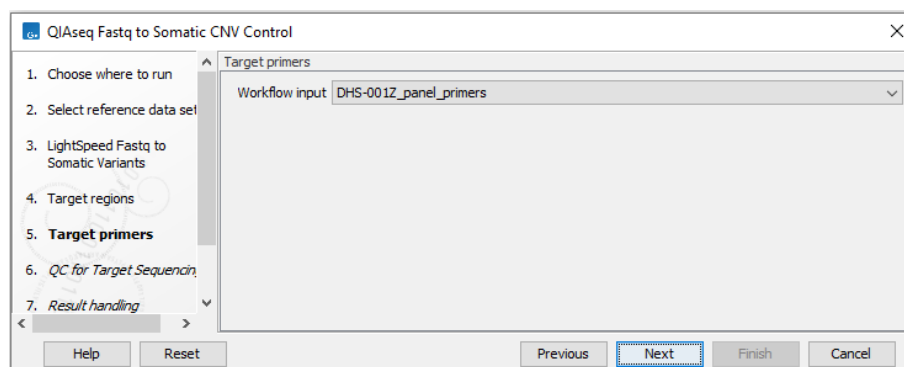 QIAseq Fastq to Somatic CNV Control
1. Choose where to run
2. Select reference data set
3. LightSpeed Fastq to
Somatic Variants
4. Target regions
5. Target primers
6. QC for Target Sequencing
7. Result handling
Target primers
Workflow input DHS-001Z_panel_primers
Help Reset Previous Next Finish Cancel